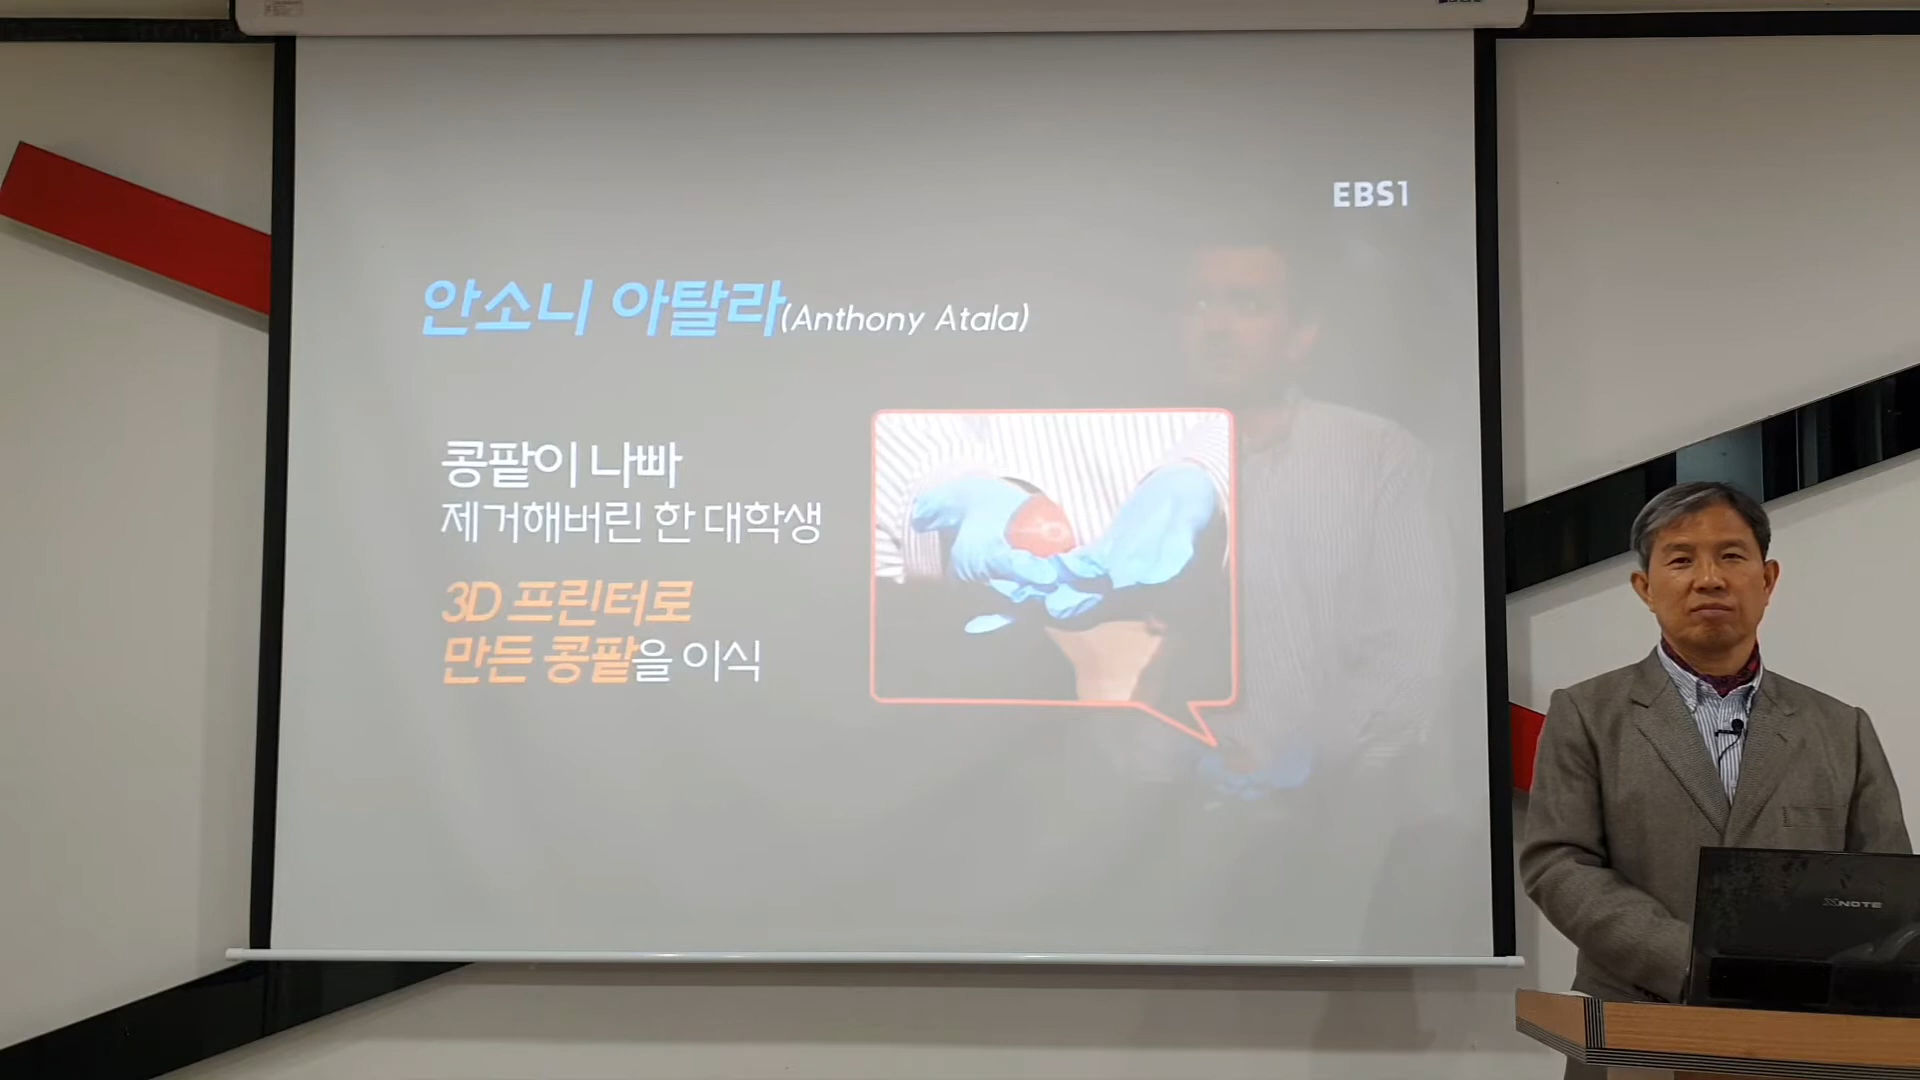 EBS1
안소니 아탈라(Anthony Atala)
콩팥이 나빠
제거해버린 한 대학생
3D 프린터로
만든 콩팥을 이식
XNOTE